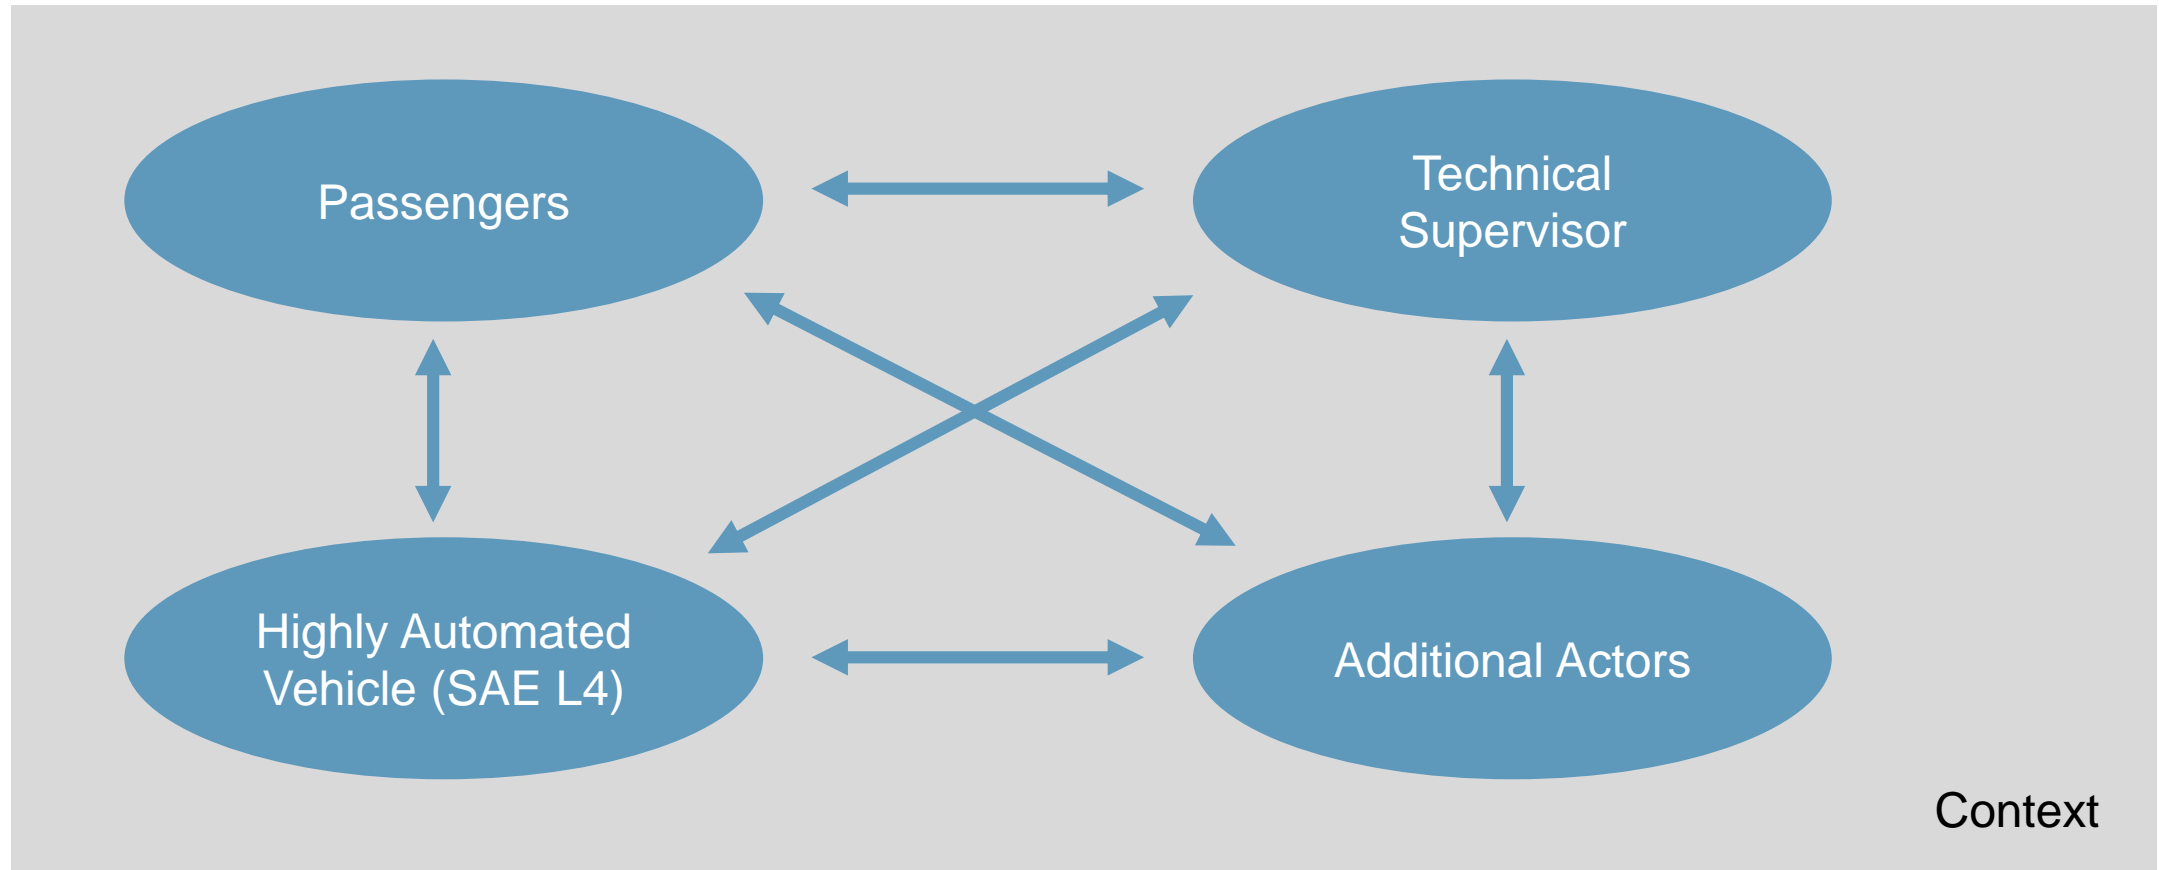 Passengers
Technical
Supervisor
Highly Automated
Vehicle (SAE L4)
Additional Actors
Context